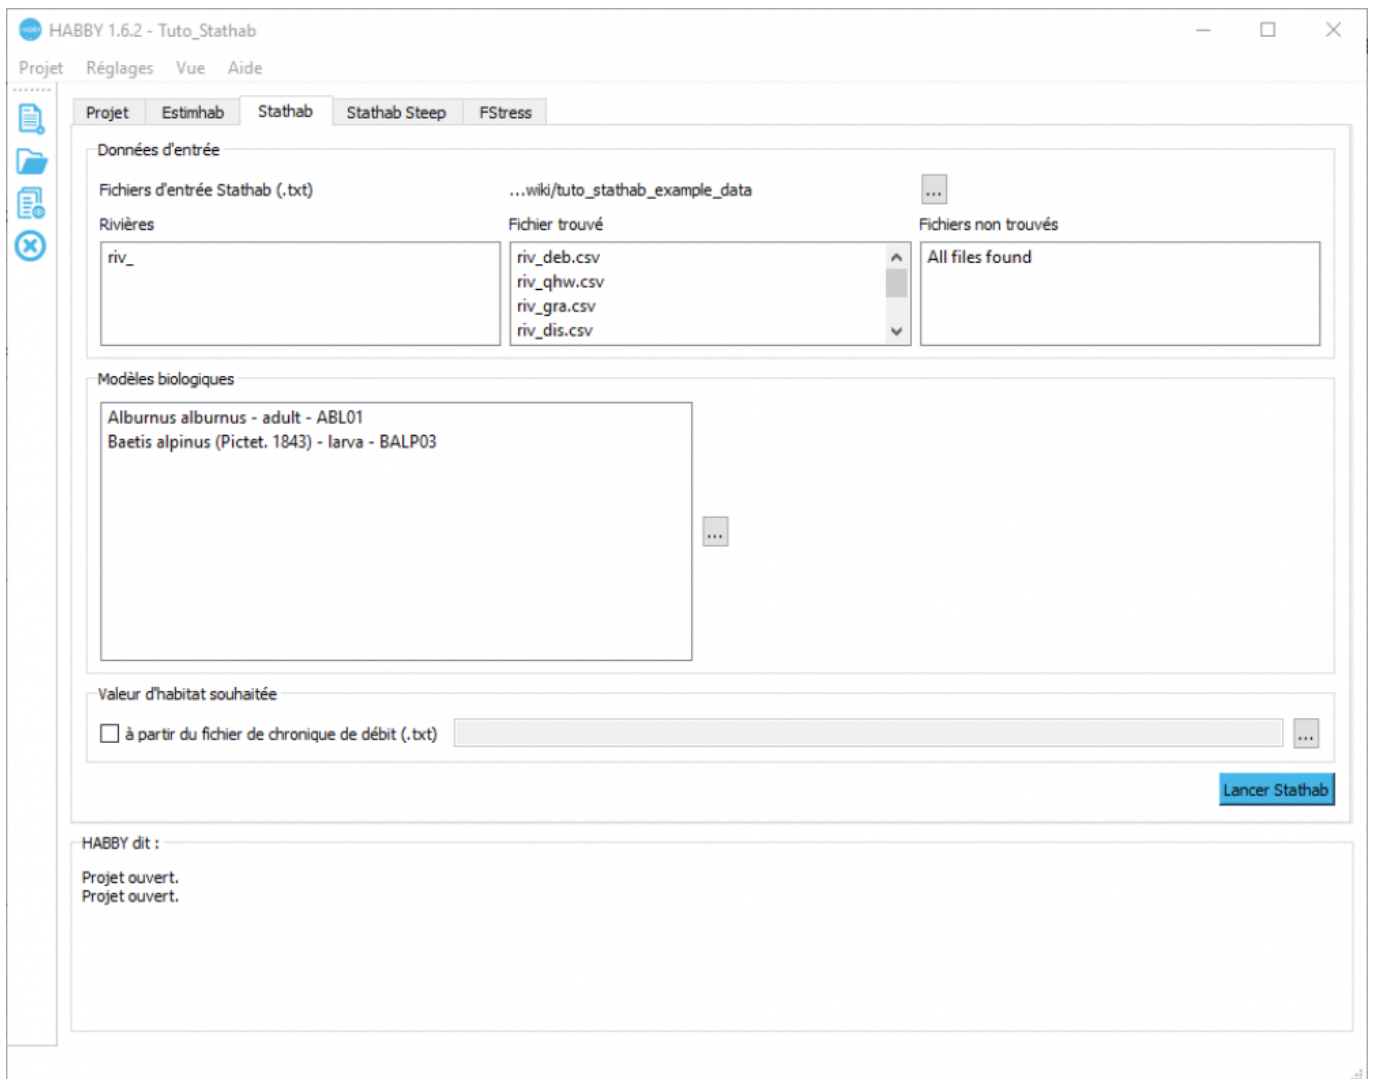 HABBY 1.6.2 - Tuto_Stathab
Projet Réglages Vue Aide
Projet Estimhab Stathab Stathab Steep FStress
Données d'entrée
Fichiers d'entrée Stathab (.txt) ...wiki/tuto_stathab_example_data ...
Rivières Fichier trouvé Fichiers non trouvés
riv_ riv_deb.csv All files found
riv_qhw.csv
riv_gra.csv
riv_dis.csv
Modèles biologiques
Alburnus alburnus - adult - ABL01
Baetis alpinus (Pictet. 1843) - larva - BALP03
...
Valeur d'habitat souhaitée
à partir du fichier de chronique de débit (.txt) ...
Lancer Stathab
HABBY dit :
Projet ouvert.
Projet ouvert.